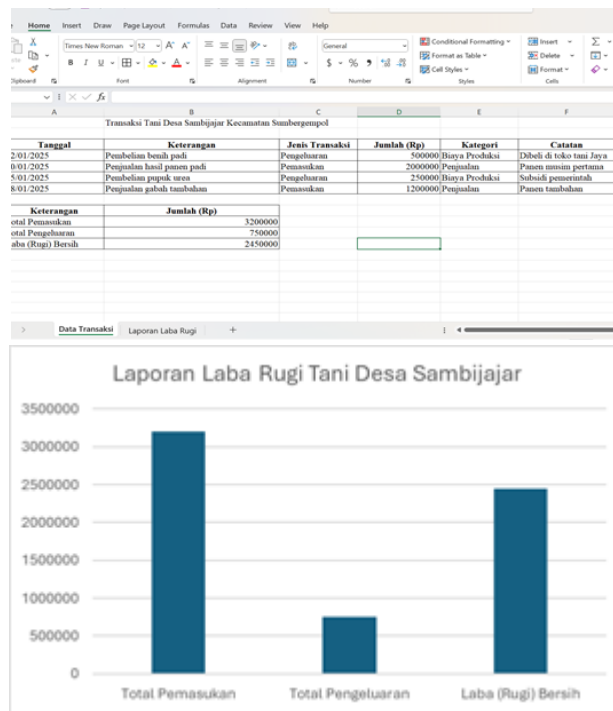 Home Insert Draw Page Layout Formulas Data Review View Help
Times New Roman 12 General Conditional Formatting Insert
B I U Format as Table Delete
Cell Styles Format
Clipboard Font Alignment Number Styles Cells
fx
A B C D E F
Transaksi Tani Desa Sambijajar Kecamatan Sumbergempol
Tanggal Keterangan Jenis Transaksi Jumlah (Rp) Kategori Catatan
2/01/2025 Pembelian benih padi Pengeluaran 500000 Biaya Produksi Dibeli di toko tani Jaya
0/01/2025 Penjualan hasil panen padi Pemasukan 2000000 Penjualan Panen musim pertama
5/01/2025 Pembelian pupuk urea Pengeluaran 250000 Biaya Produksi Subsidi pemerintah
8/01/2025 Penjualan gabah tambahan Pemasukan 1200000 Penjualan Panen tambahan
Keterangan Jumlah (Rp)
otal Pemasukan 3200000
otal Pengeluaran 750000
aba (Rugi) Bersih 2450000
Data Transaksi Laporan Laba Rugi +
Laporan Laba Rugi Tani Desa Sambijajar
3500000
3000000
2500000
2000000
1500000
1000000
500000
0
Total Pemasukan Total Pengeluaran Laba (Rugi) Bersih